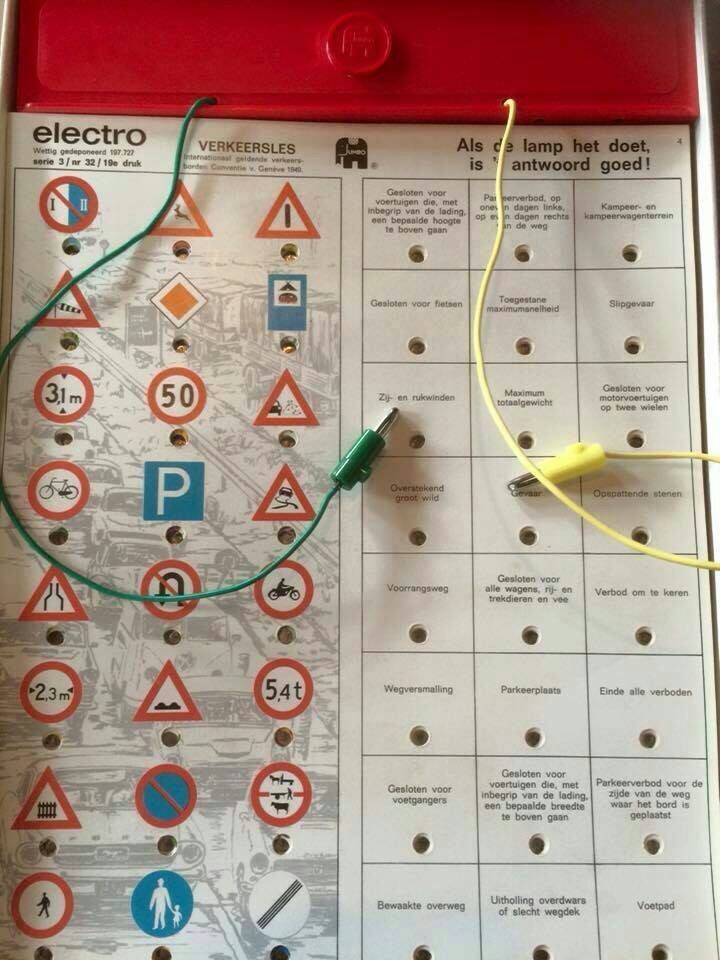 electro
Wettig gedeponeerd 197.727
serie 3 / nr 32 / 19e druk
VERKEERSLES
Internationaal geldende verkeers-
borden Conventie v. Genève 1949.
JUMBO
®
Als de lamp het doet,
is 't antwoord goed!
4
I II
3,1m
50
P
2,3m
5,4t
Gesloten voor
voertuigen die, met
inbegrip van de lading,
een bepaalde hoogte
te boven gaan
Parkeerverbod, op
oneven dagen links,
op even dagen rechts
van de weg
Kampeer- en
kampeerwagenterrein
Gesloten voor fietsen
Toegestane
maximumsnelheid
Slipgevaar
Zij- en rukwinden
Maximum
totaalgewicht
Gesloten voor
motorvoertuigen
op twee wielen
Overstekend
groot wild
Gevaar
Opspattende stenen
Voorrangsweg
Gesloten voor
alle wagens, rij- en
trekdieren en vee
Verbod om te keren
Wegversmalling
Parkeerplaats
Einde alle verboden
Gesloten voor
voetgangers
Gesloten voor
voertuigen die, met
inbegrip van de lading,
een bepaalde breedte
te boven gaan
Parkeerverbod voor de
zijde van de weg
waar het bord is
geplaatst
Bewaakte overweg
Uitholling overdwars
of slecht wegdek
Voetpad